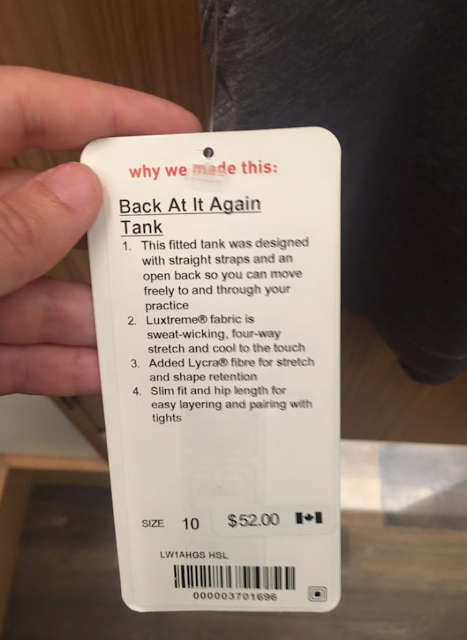 why we made this:
Back At It Again
Tank
1. This fitted tank was designed
with straight straps and an
open back so you can move
freely to and through your
practice
2. Luxtreme® fabric is
sweat-wicking, four-way
stretch and cool to the touch
3. Added Lycra® fibre for stretch
and shape retention
4. Slim fit and hip length for
easy layering and pairing with
tights
SIZE 10 $52.00
LW1AHGS HSL
000003701696